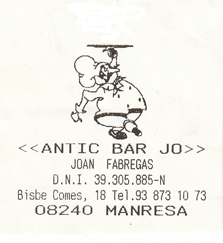 <<ANTIC BAR JO>>
JOAN FABREGAS
D.N.I. 39.305.885-N
Bisbe Comes, 18 Tel.93 873 10 73
08240 MANRESA